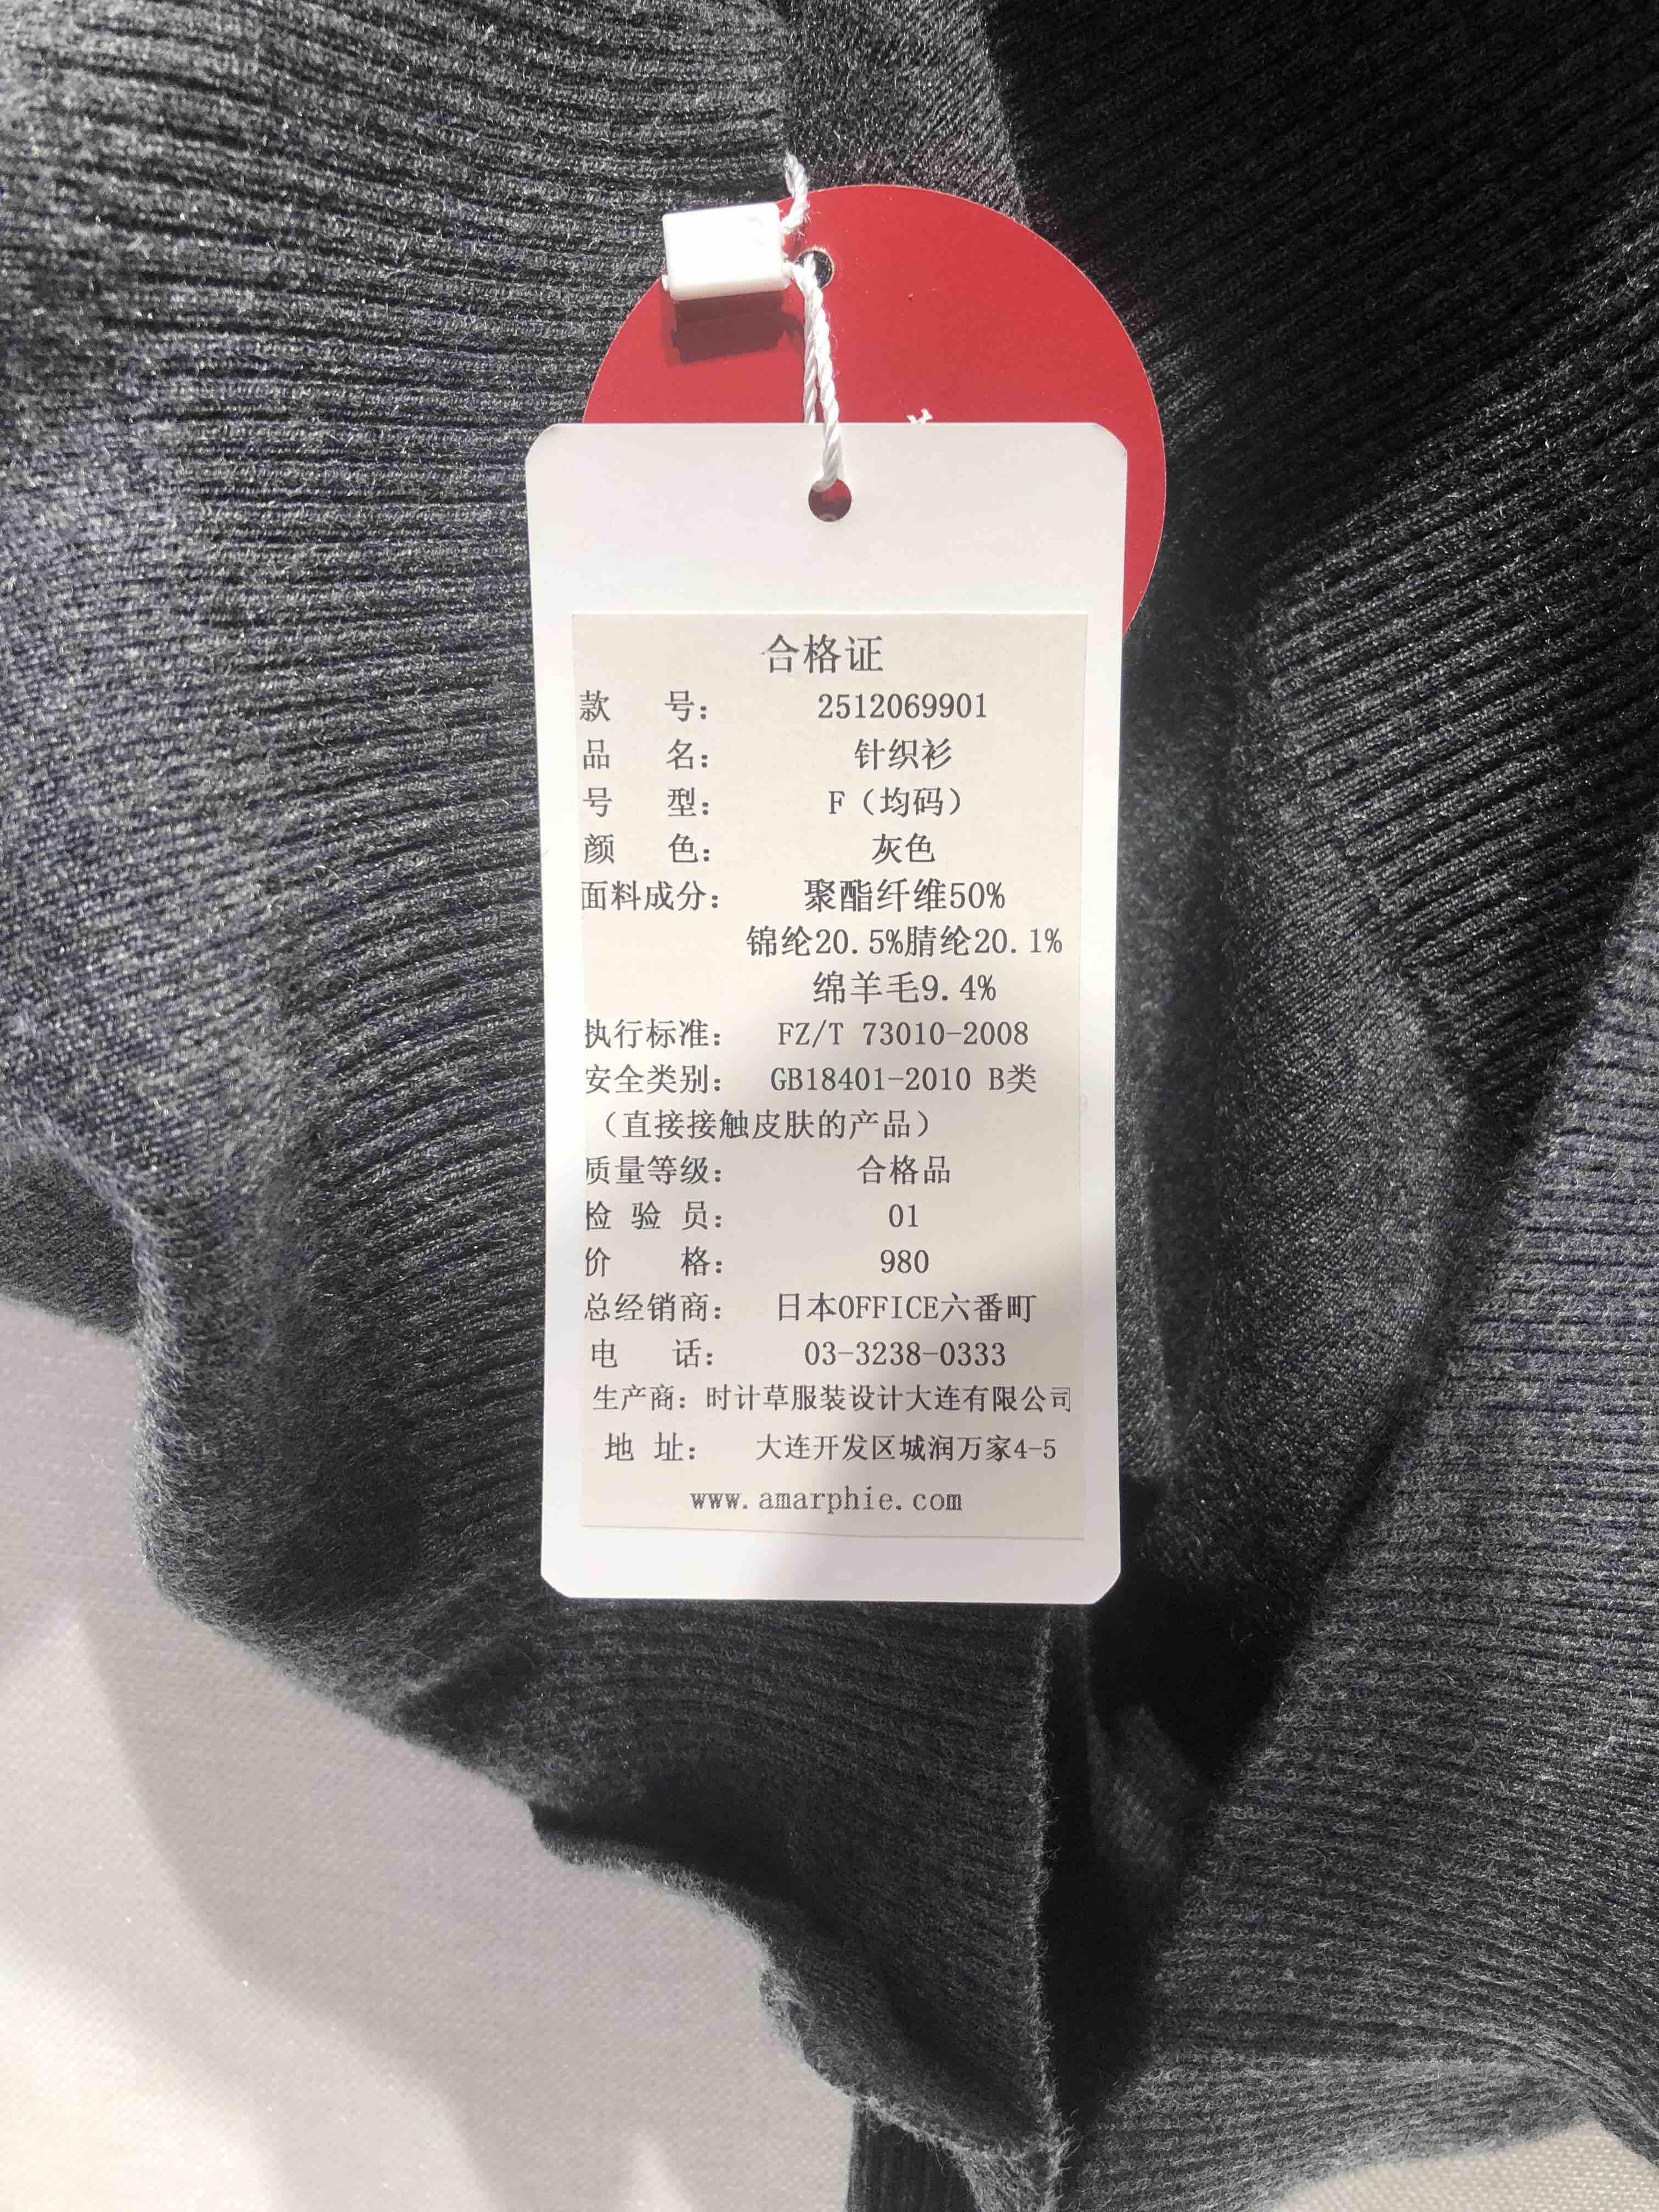 合格证
款 号： 2512069901
品 名： 针织衫
号 型： F（均码）
颜 色： 灰色
面料成分： 聚酯纤维50%
锦纶20.5%腈纶20.1%
绵羊毛9.4%
执行标准： FZ/T 73010-2008
安全类别： GB18401-2010 B类
（直接接触皮肤的产品）
质量等级： 合格品
检 验 员： 01
价 格： 980
总经销商： 日本OFFICE六番町
电 话： 03-3238-0333
生产商：时计草服装设计大连有限公司
地 址： 大连开发区城润万家4-5
www.amarphie.com